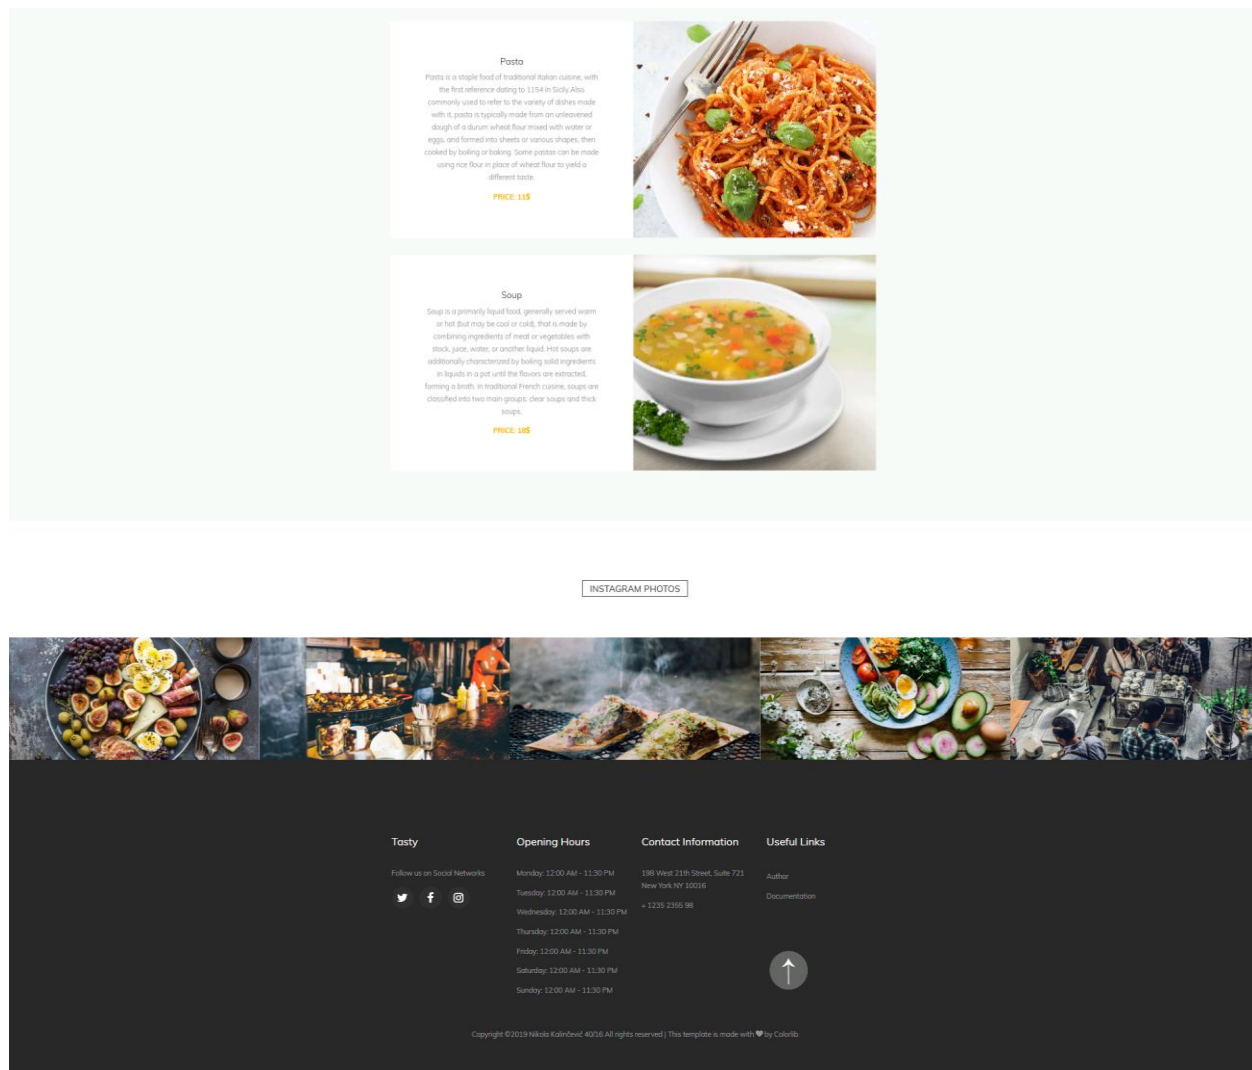 Pasta
Pasta is a staple food of traditional Italian cuisine, with
the first reference dating to 1154 in Sicily.Also
commonly used to refer to the variety of dishes made
with it, pasta is typically made from an unleavened
dough of a durum wheat flour mixed with water or
eggs, and formed into sheets or various shapes, then
cooked by boiling or baking. Some pastas can be made
using rice flour in place of wheat flour to yield a
different taste.
PRICE: 11$
Soup
Soup is a primarily liquid food, generally served warm
or hot (but may be cool or cold), that is made by
combining ingredients of meat or vegetables with
stock, juice, water, or another liquid. Hot soups are
additionally characterized by boiling solid ingredients
in liquids in a pot until the flavors are extracted,
forming a broth. In traditional French cuisine, soups are
classified into two main groups: clear soups and thick
soups.
PRICE: 18$
INSTAGRAM PHOTOS
Tasty
Follow us on Social Networks
Opening Hours
Monday: 12:00 AM - 11:30 PM
Tuesday: 12:00 AM - 11:30 PM
Wednesday: 12:00 AM - 11:30 PM
Thursday: 12:00 AM - 11:30 PM
Friday: 12:00 AM - 11:30 PM
Saturday: 12:00 AM - 11:30 PM
Sunday: 12:00 AM - 11:30 PM
Contact Information
198 West 21th Street, Suite 721
New York NY 10016
+ 1235 2355 98
Useful Links
Author
Documentation
Copyright ©2019 Nikola Kalinčević 40/16 All rights reserved | This template is made with ♥ by Colorlib